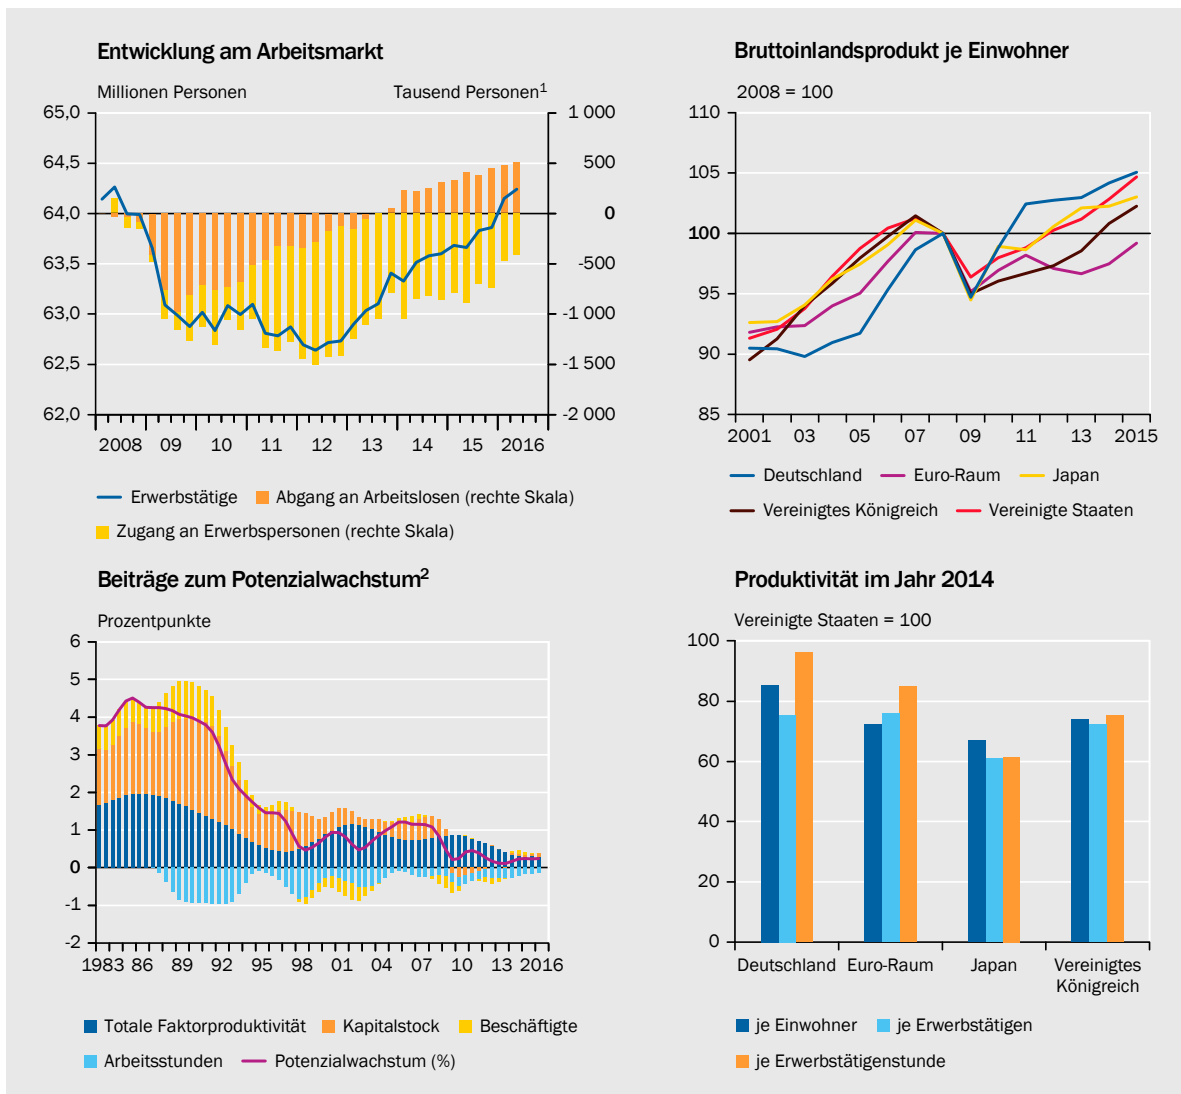 Entwicklung am Arbeitsmarkt
Millionen Personen Tausend Personen1
65,0 1 000
64,5 500
64,0 0
63,5 -500
63,0 -1 000
62,5 -1 500
62,0 -2 000
2008 09 10 11 12 13 14 15 2016
Erwerbstätige Abgang an Arbeitslosen (rechte Skala)
Zugang an Erwerbspersonen (rechte Skala)
Bruttoinlandsprodukt je Einwohner
2008 = 100
110
105
100
95
90
85
2001 03 05 07 09 11 13 2015
Deutschland Euro-Raum Japan
Vereinigtes Königreich Vereinigte Staaten
Beiträge zum Potenzialwachstum2
Prozentpunkte
6
5
4
3
2
1
0
-1
-2
1983 86 89 92 95 98 01 04 07 10 13 2016
Totale Faktorproduktivität Kapitalstock Beschäftigte
Arbeitsstunden Potenzialwachstum (%)
Produktivität im Jahr 2014
Vereinigte Staaten = 100
100
80
60
40
20
0
Deutschland Euro-Raum Japan Vereinigtes
Königreich
je Einwohner je Erwerbstätigen
je Erwerbstätigenstunde